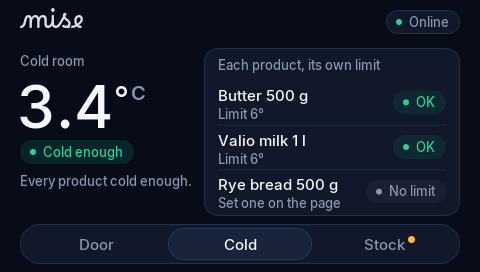 mise
Online
Cold room
3.4°C
Cold enough
Every product cold enough.
Each product, its own limit
Butter 500 g
Limit 6°
OK
Valio milk 1 l
Limit 6°
OK
Rye bread 500 g
Set one on the page
No limit
Door
Cold
Stock